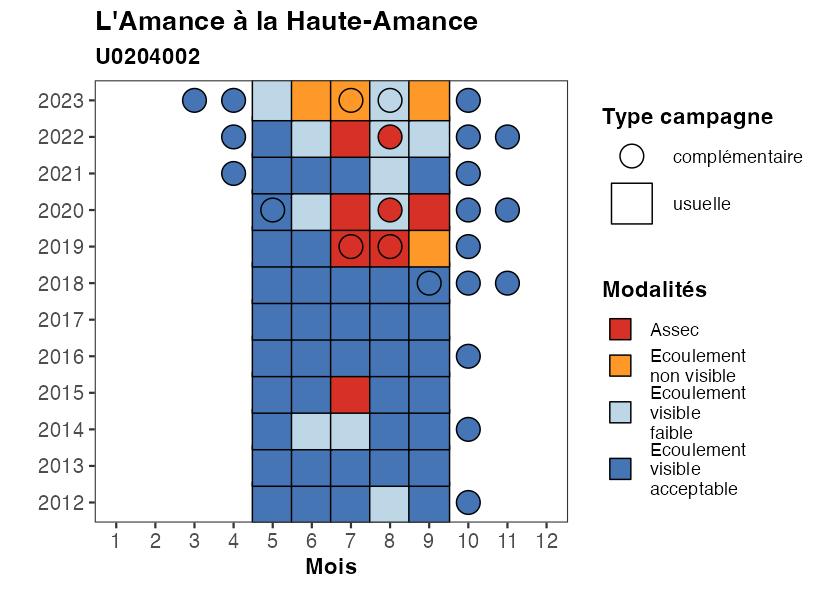 L'Amance à la Haute-Amance
U0204002
2023
2022
2021
2020
2019
2018
2017
2016
2015
2014
2013
2012
1 2 3 4 5 6 7 8 9 10 11 12
Mois
Type campagne
complémentaire
usuelle
Modalités
Assec
Ecoulement
non visible
Ecoulement
visible
faible
Ecoulement
visible
acceptable